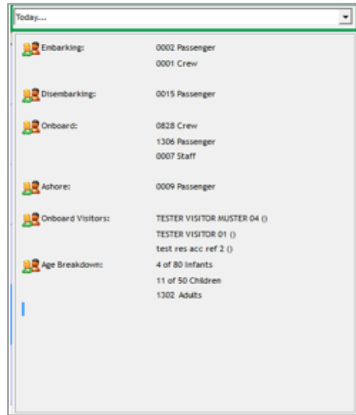 Today...
Embarking: 0002 Passenger
0001 Crew
Disembarking: 0015 Passenger
Onboard: 0828 Crew
1306 Passenger
0007 Staff
Ashore: 0009 Passenger
Onboard Visitors: TESTER VISITOR MUSTER 04 ()
TESTER VISITOR 01 ()
test res acc ref 2 ()
Age Breakdown: 4 of 80 Infants
11 of 50 Children
1302 Adults